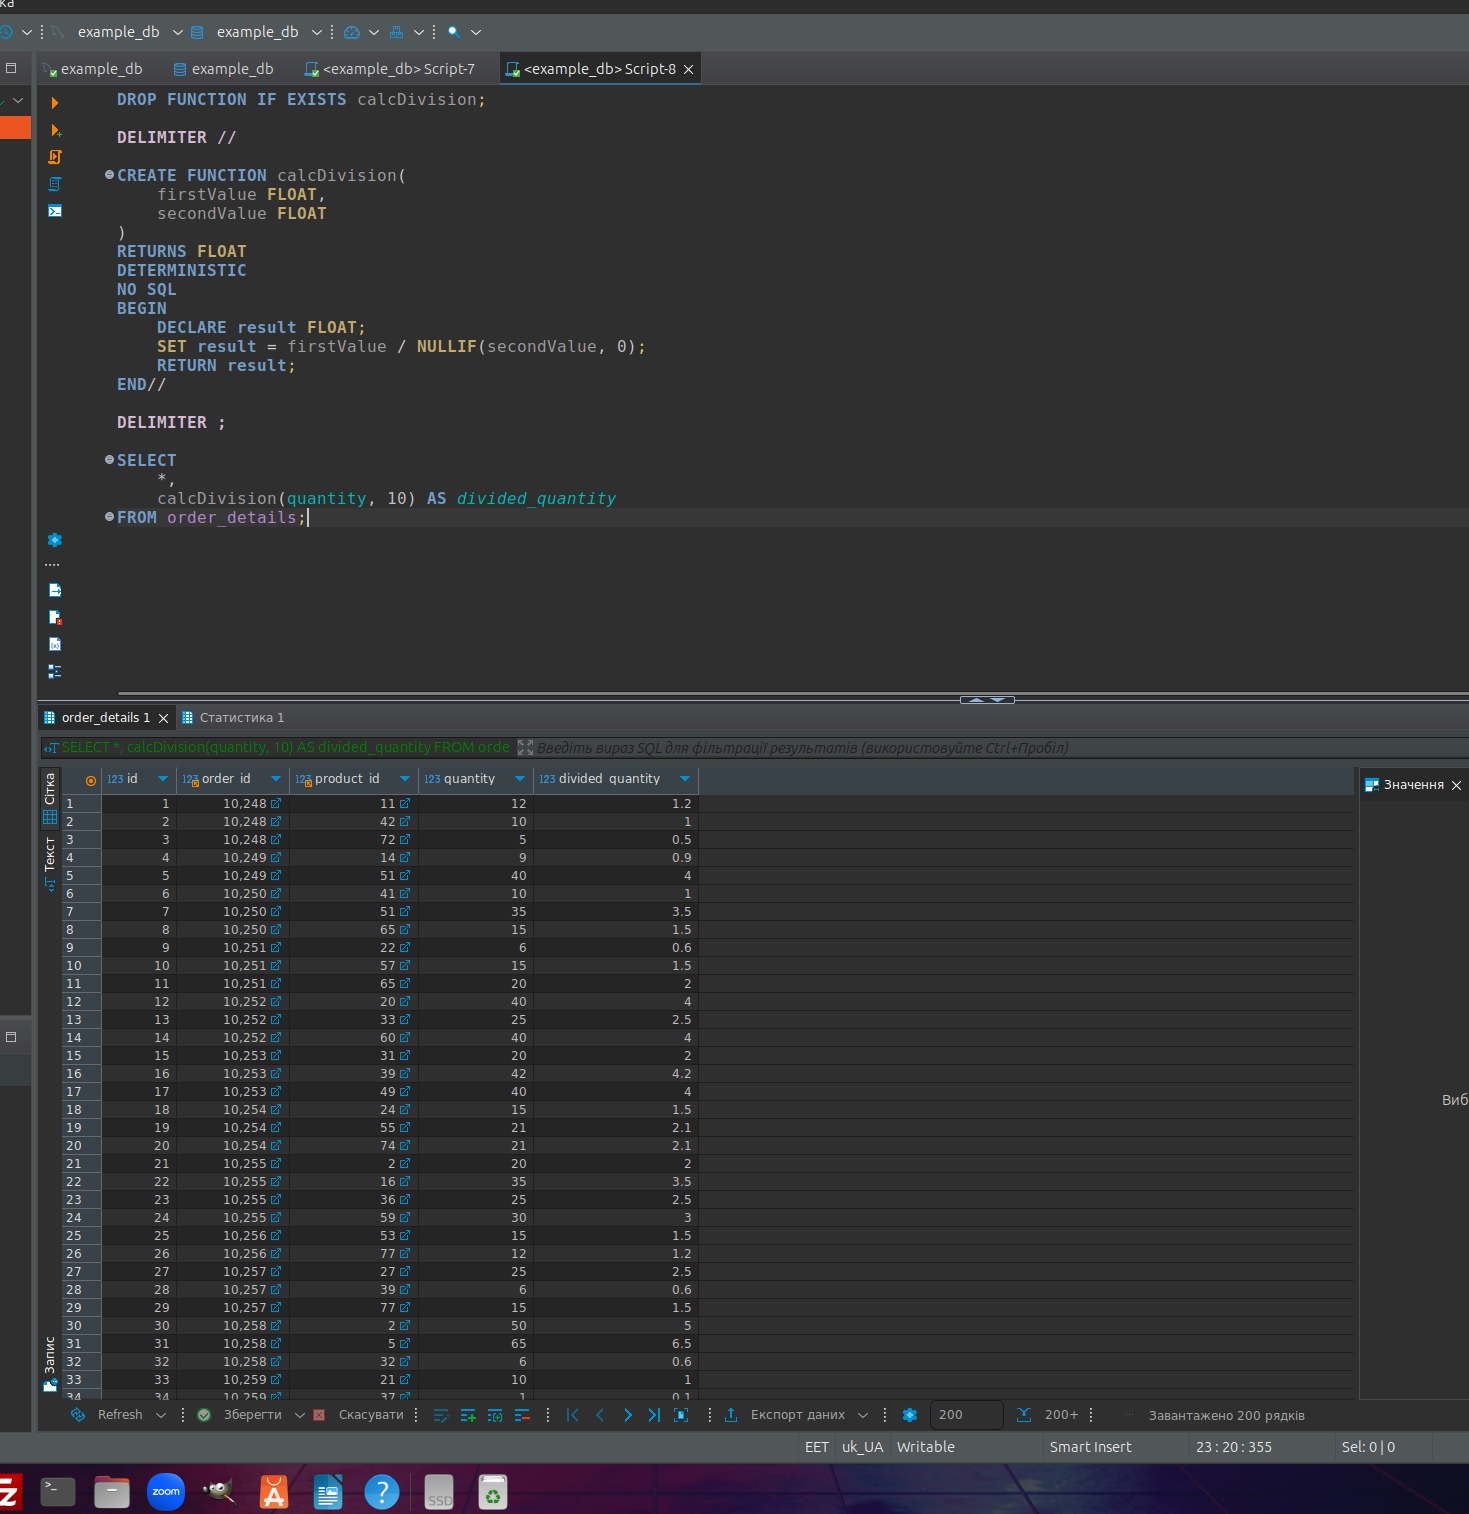 ка
example_db example_db
example_db example_db <example_db> Script-7 <example_db> Script-8
DROP FUNCTION IF EXISTS calcDivision;
DELIMITER //
CREATE FUNCTION calcDivision(
firstValue FLOAT,
secondValue FLOAT
)
RETURNS FLOAT
DETERMINISTIC
NO SQL
BEGIN
DECLARE result FLOAT;
SET result = firstValue / NULLIF(secondValue, 0);
RETURN result;
END//
DELIMITER ;
SELECT
*,
calcDivision(quantity, 10) AS divided_quantity
FROM order_details;
order_details 1 Статистика 1
SELECT *, calcDivision(quantity, 10) AS divided_quantity FROM orde Введіть вираз SQL для фільтрації результатів (використовуйте Ctrl+Пробіл)
Сітка
Текст
Запис
123 id 123 order_id 123 product_id 123 quantity 123 divided_quantity
1 1 10,248 11 12 1.2
2 2 10,248 42 10 1
3 3 10,248 72 5 0.5
4 4 10,249 14 9 0.9
5 5 10,249 51 40 4
6 6 10,250 41 10 1
7 7 10,250 51 35 3.5
8 8 10,250 65 15 1.5
9 9 10,251 22 6 0.6
10 10 10,251 57 15 1.5
11 11 10,251 65 20 2
12 12 10,252 20 40 4
13 13 10,252 33 25 2.5
14 14 10,252 60 40 4
15 15 10,253 31 20 2
16 16 10,253 39 42 4.2
17 17 10,253 49 40 4
18 18 10,254 24 15 1.5
19 19 10,254 55 21 2.1
20 20 10,254 74 21 2.1
21 21 10,255 2 20 2
22 22 10,255 16 35 3.5
23 23 10,255 36 25 2.5
24 24 10,255 59 30 3
25 25 10,256 53 15 1.5
26 26 10,256 77 12 1.2
27 27 10,257 27 25 2.5
28 28 10,257 39 6 0.6
29 29 10,257 77 15 1.5
30 30 10,258 2 50 5
31 31 10,258 5 65 6.5
32 32 10,258 32 6 0.6
33 33 10,259 21 10 1
34 34 10,259 37 1 0.1
Значення
Виб
Refresh Зберегти Скасувати Експорт даних 200 200+ Завантажено 200 рядків
EET uk_UA Writable Smart Insert 23 : 20 : 355 Sel: 0 | 0
zoom
SSD